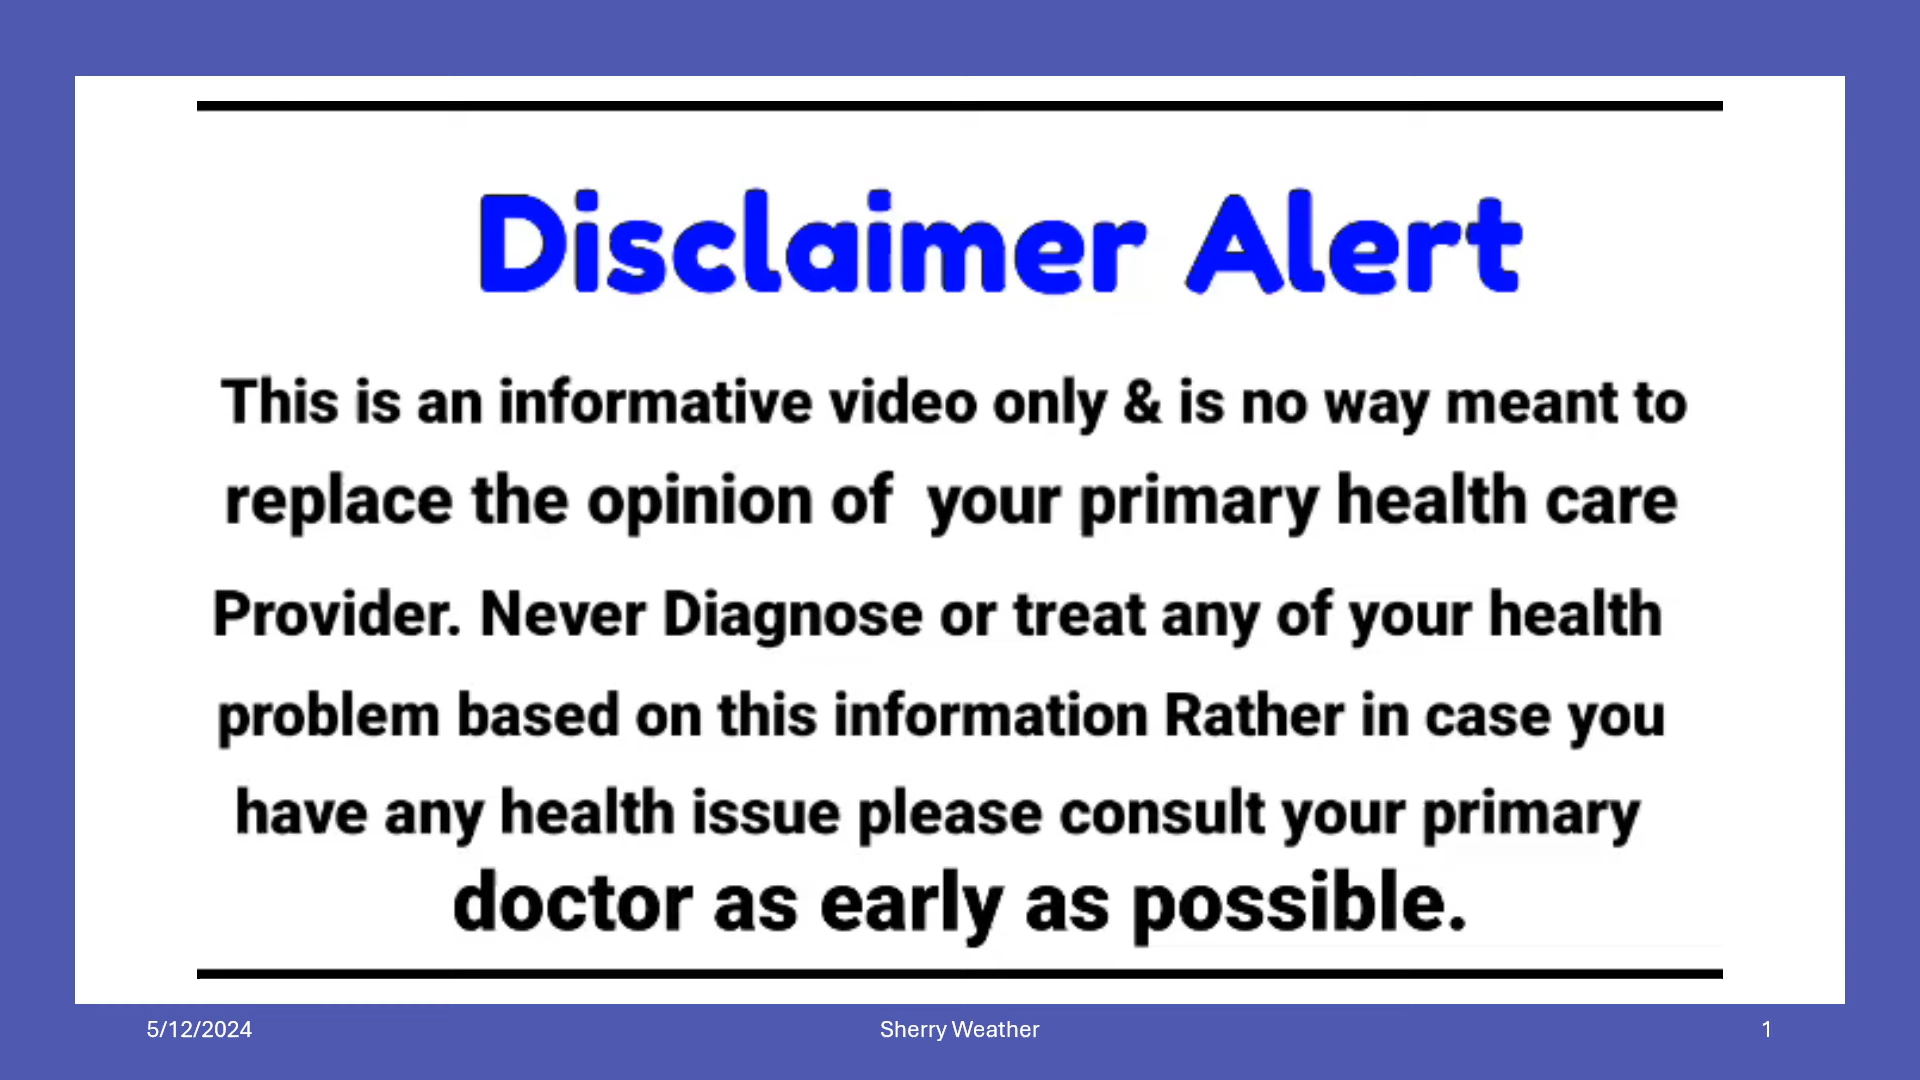 Disclaimer Alert
This is an informative video only & is no way meant to
replace the opinion of your primary health care
Provider. Never Diagnose or treat any of your health
problem based on this information Rather in case you
have any health issue please consult your primary
doctor as early as possible.
5/12/2024
Sherry Weather
1